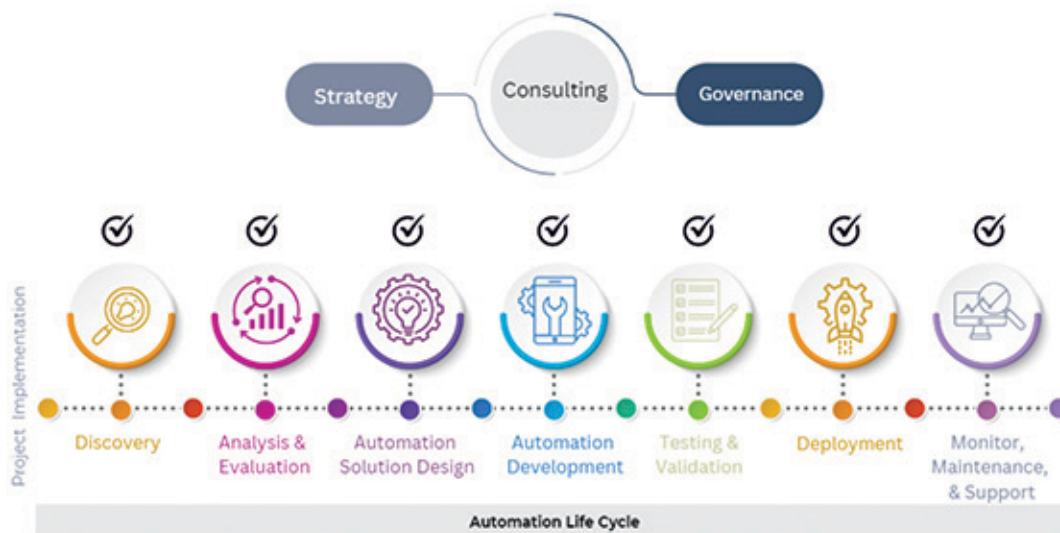 Strategy
Consulting
Governance
Project Implementation
Discovery
Analysis &
Evaluation
Automation
Solution Design
Automation
Development
Testing &
Validation
Deployment
Monitor,
Maintenance,
& Support
Automation Life Cycle